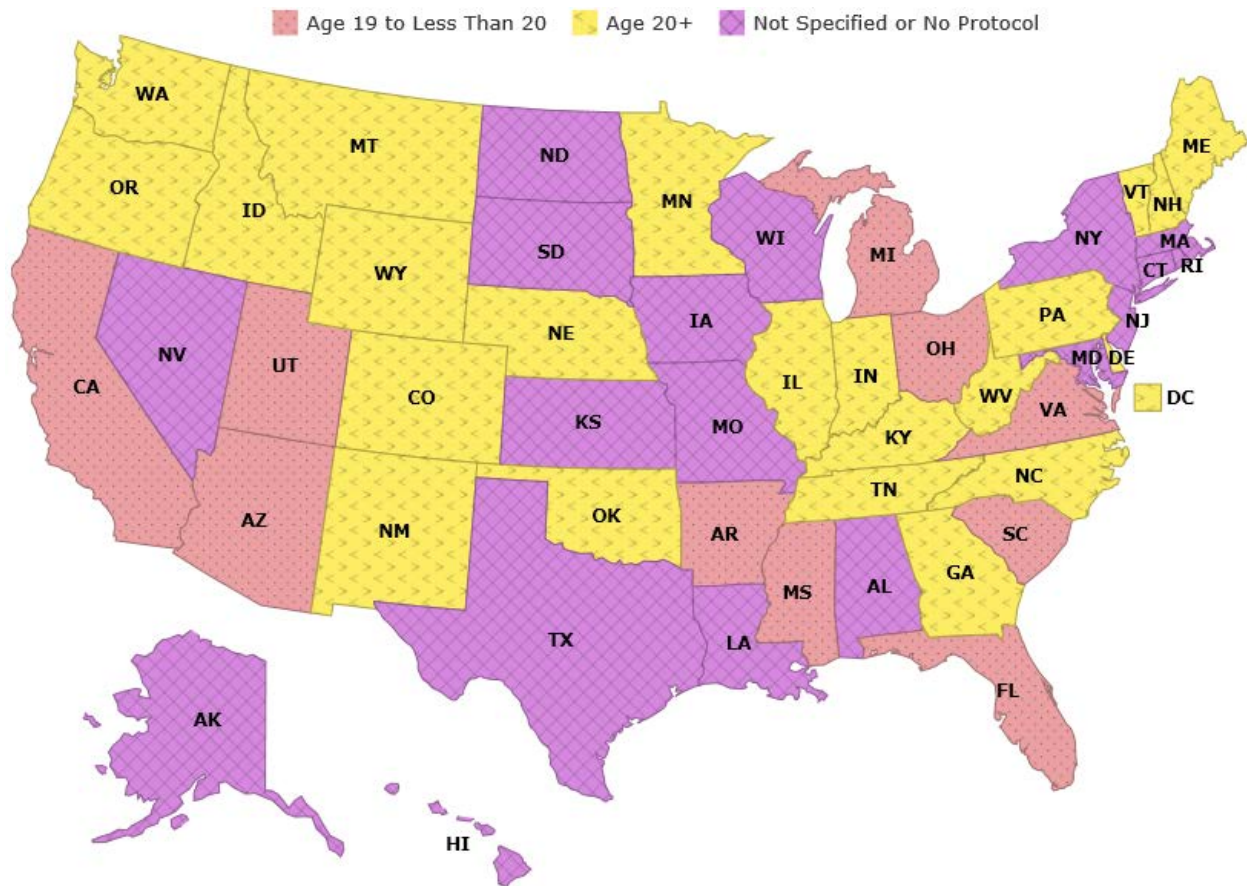 Age 19 to Less Than 20 Age 20+ Not Specified or No Protocol
WA
MT
ND
ME
OR
MN
VT
ID
NH
SD
WI
NY
MA
WY
MI
CT
RI
NE
IA
PA
NJ
NV
UT
OH
MD
DE
CA
CO
IL
IN
WV
DC
VA
KS
MO
KY
NC
AZ
NM
OK
TN
AR
SC
MS
AL
GA
TX
LA
FL
AK
HI